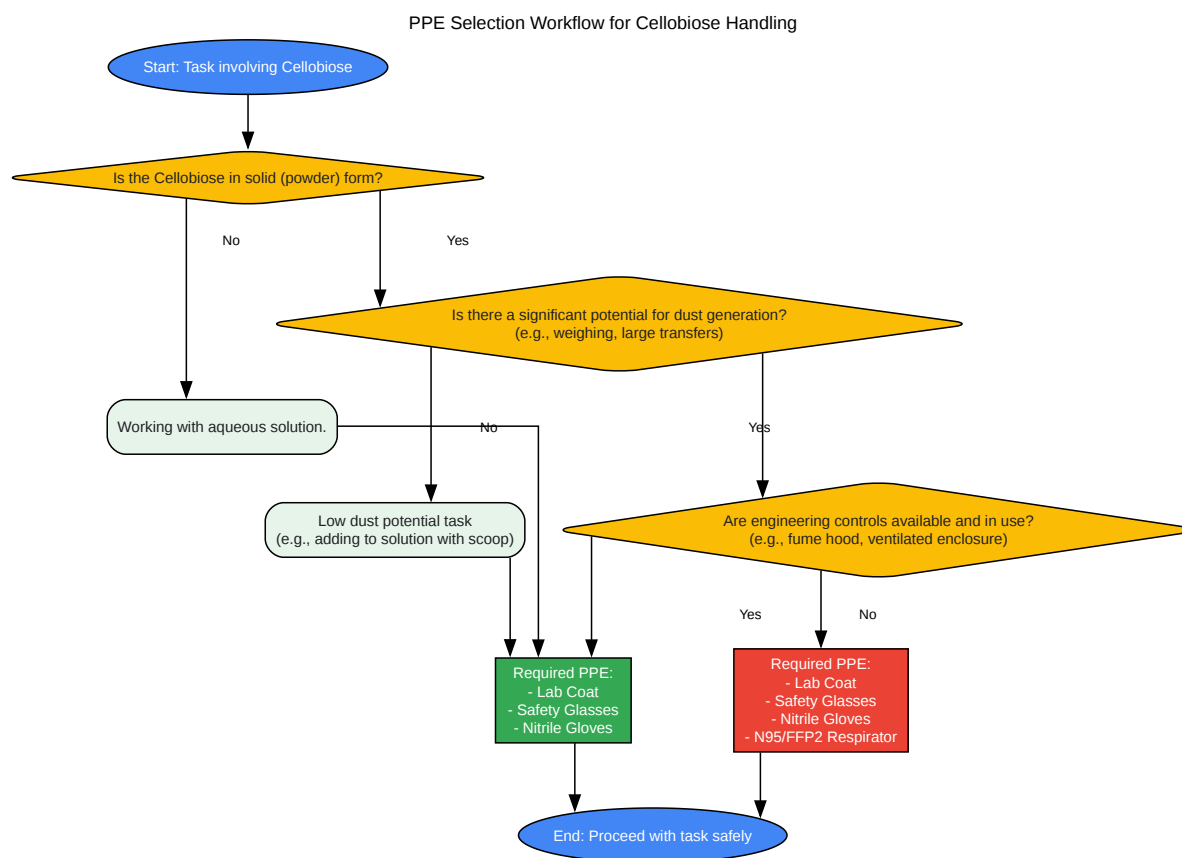 PPE Selection Workflow for Cellobiose Handling
Start: Task involving Cellobiose
Is the Cellobiose in solid (powder) form?
No
Yes
Is there a significant potential for dust generation?
(e.g., weighing, large transfers)
Working with aqueous solution.
No
Yes
Low dust potential task
(e.g., adding to solution with scoop)
Are engineering controls available and in use?
(e.g., fume hood, ventilated enclosure)
Yes
No
Required PPE:
- Lab Coat
- Safety Glasses
- Nitrile Gloves
Required PPE:
- Lab Coat
- Safety Glasses
- Nitrile Gloves
- N95/FFP2 Respirator
End: Proceed with task safely